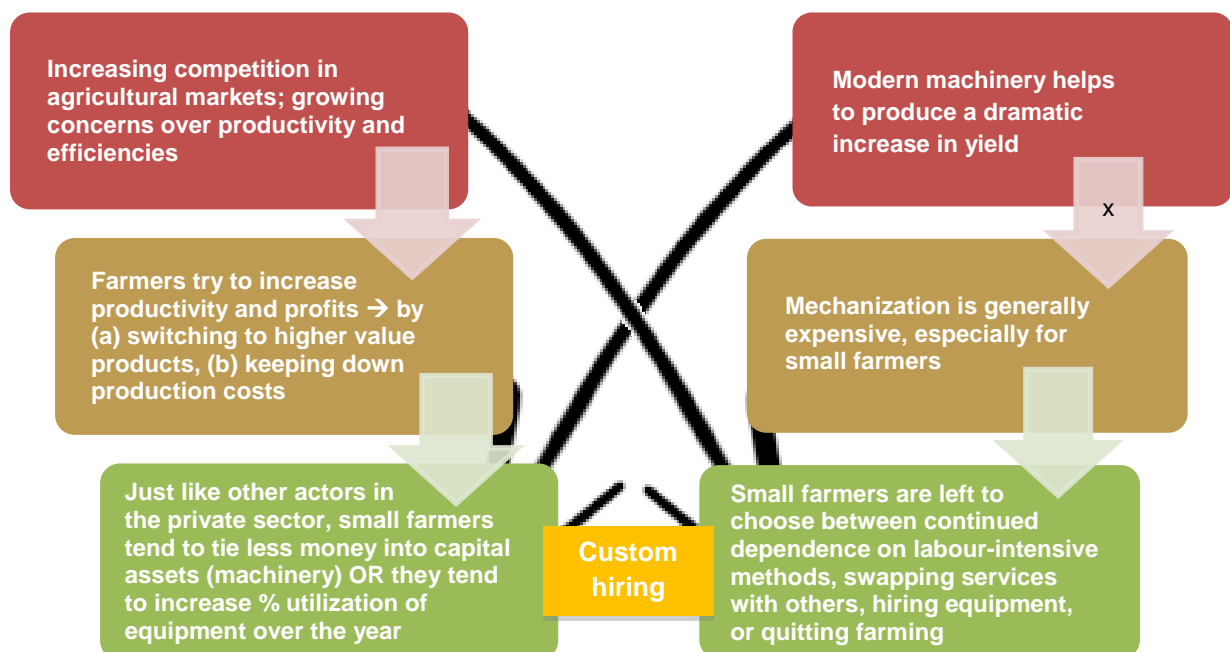 Increasing competition in
agricultural markets; growing
concerns over productivity and
efficiencies
Farmers try to increase
productivity and profits → by
(a) switching to higher value
products, (b) keeping down
production costs
Just like other actors in
the private sector, small farmers
tend to tie less money into capital
assets (machinery) OR they tend
to increase % utilization of
equipment over the year
Custom
hiring
Modern machinery helps
to produce a dramatic
increase in yield
x
Mechanization is generally
expensive, especially for
small farmers
Small farmers are left to
choose between continued
dependence on labour-intensive
methods, swapping services
with others, hiring equipment,
or quitting farming